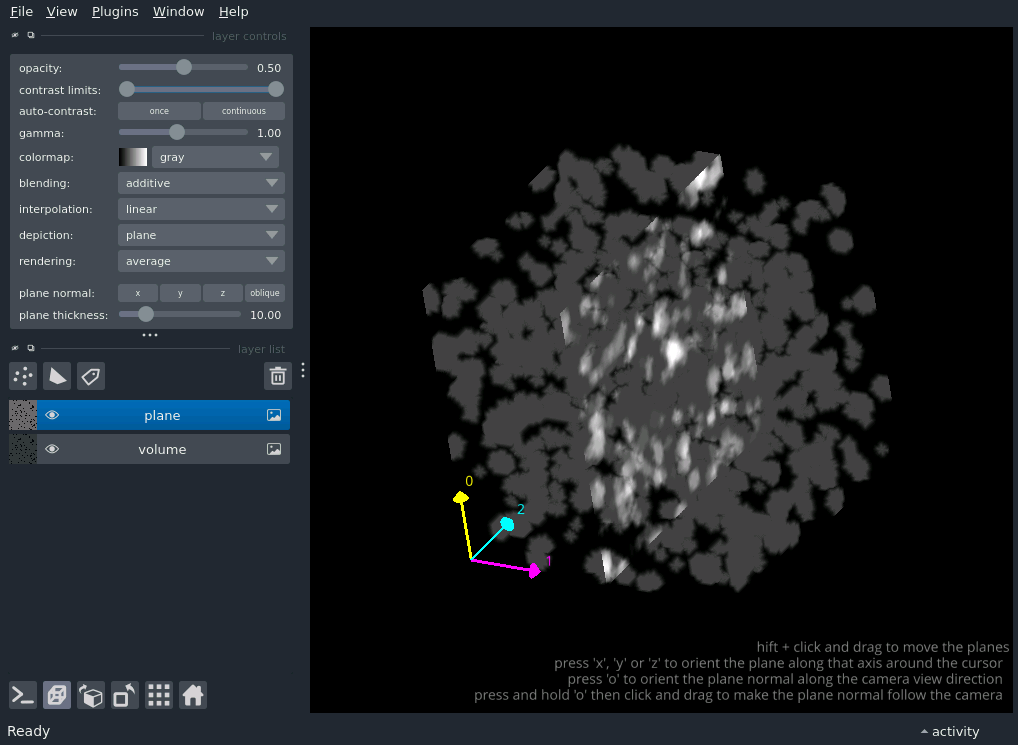 File View Plugins Window Help
layer controls
opacity: 0.50
contrast limits:
auto-contrast: once continuous
gamma: 1.00
colormap: gray
blending: additive
interpolation: linear
depiction: plane
rendering: average
plane normal: x y z oblique
plane thickness: 10.00
layer list
plane
volume
0
2
1
hift + click and drag to move the planes
press 'x', 'y' or 'z' to orient the plane along that axis around the cursor
press 'o' to orient the plane normal along the camera view direction
press and hold 'o' then click and drag to make the plane normal follow the camera
Ready activity